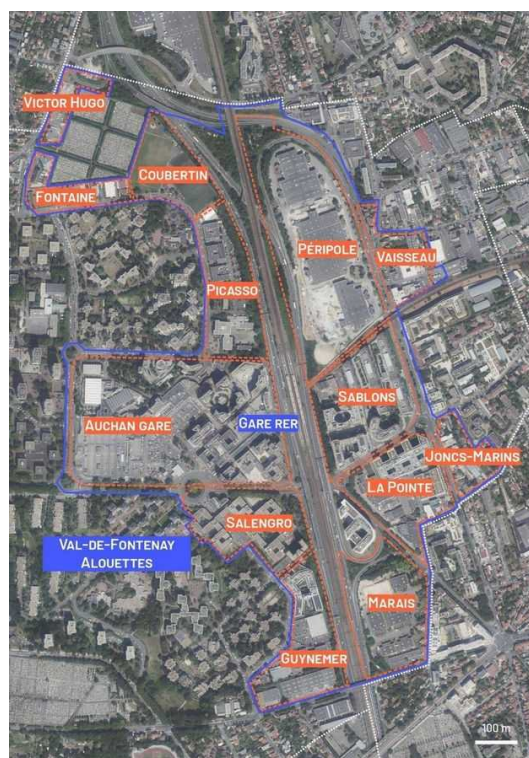 VICTOR HUGO
COUBERTIN
FONTAINE
PÉRIPOLE
VAISSEAU
PICASSO
SABLONS
AUCHAN GARE
GARE RER
JONCS-MARINS
LA POINTE
SALENGRO
VAL-DE-FONTENAY
ALOUETTES
MARAIS
GUYNEMER
100 m